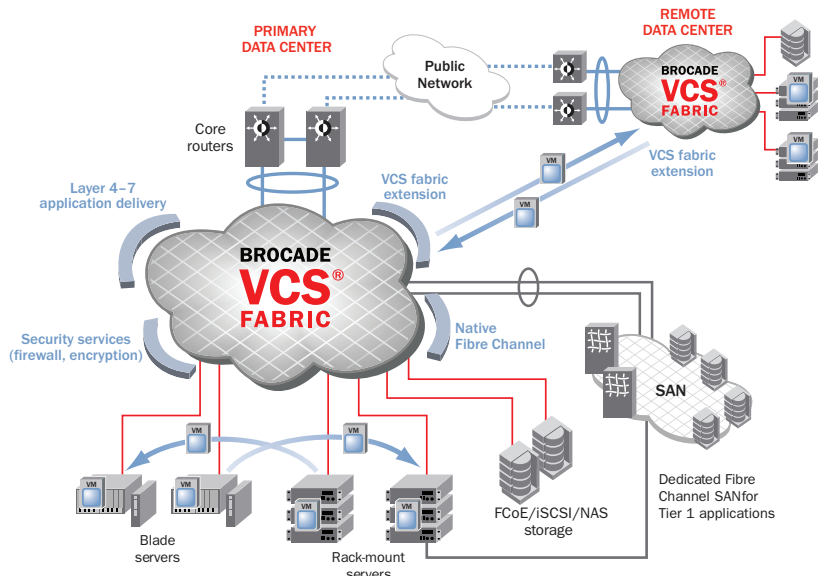 PRIMARY
DATA CENTER
REMOTE
DATA CENTER
Public
Network
BROCADE
VCS®
FABRIC
VM
VM
Core
routers
VM
VCS fabric
extension
Layer 4–7
application delivery
VCS fabric
extension
VM
BROCADE
VCS®
FABRIC
Security services
(firewall, encryption)
Native
Fibre Channel
SAN
VM
VM
VM
VM
VM
VM
FCoE/iSCSI/NAS
storage
Dedicated Fibre
Channel SANfor
Tier 1 applications
Blade
servers
Rack-mount
servers